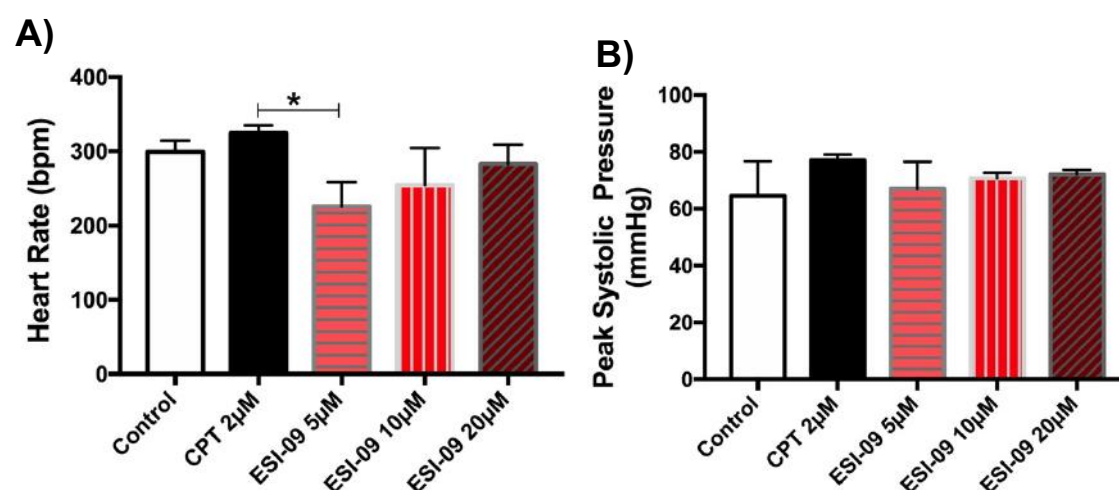 A)
Heart Rate (bpm)
400
300
200
100
0
*
Control
CPT 2µM
ESI-09 5µM
ESI-09 10µM
ESI-09 20µM
B)
Peak Systolic Pressure
(mmHg)
100
80
60
40
20
0
Control
CPT 2µM
ESI-09 5µM
ESI-09 10µM
ESI-09 20µM